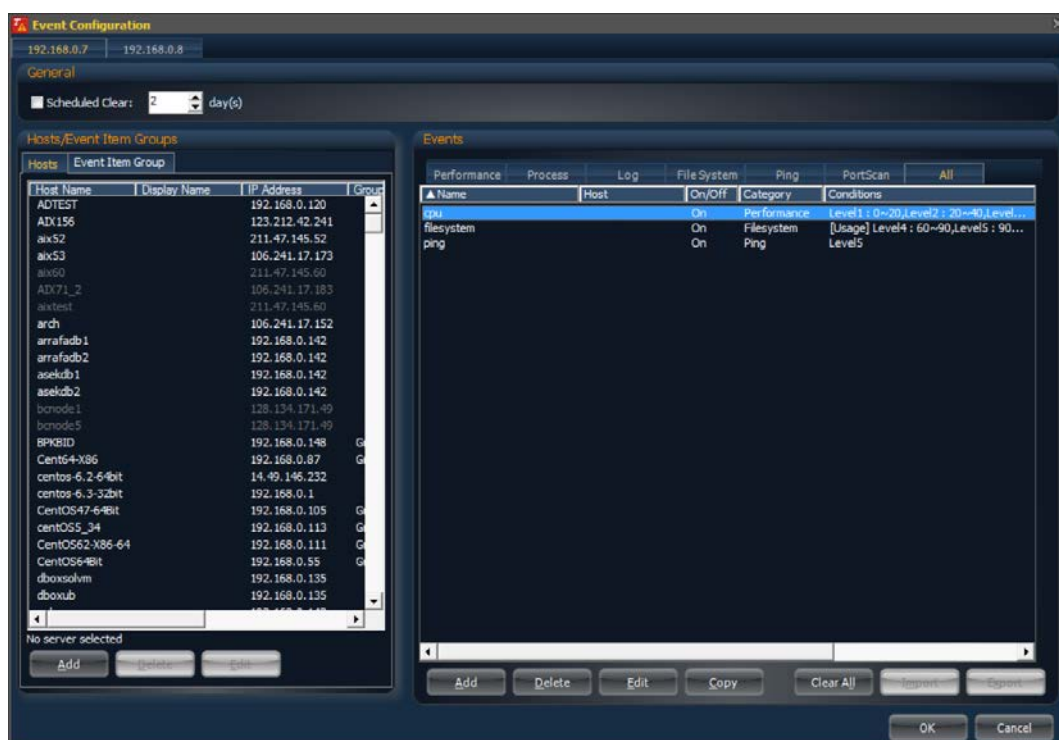 Event Configuration
192.168.0.7 192.168.0.8
General
Scheduled Clear: 2 day(s)
Hosts/Event Item Groups
Hosts Event Item Group
Host Name Display Name IP Address Group
ADTEST 192.168.0.120
AIX156 123.212.42.241
aix52 211.47.145.52
aix53 106.241.17.173
aix60 211.47.145.60
AIX71_2 106.241.17.183
aixtest 211.47.145.60
arch 106.241.17.152
arrafadb1 192.168.0.142
arrafadb2 192.168.0.142
asekdb1 192.168.0.142
asekdb2 192.168.0.142
bcnode1 128.134.171.49
bcnode5 128.134.171.49
BPKBID 192.168.0.148
Cent64-X86 192.168.0.87
centos-6.2-64bit 14.49.146.232
centos-6.3-32bit 192.168.0.1
CentOS47-64Bit 192.168.0.105
centOS5_34 192.168.0.113
CentOS62-X86-64 192.168.0.111
CentOS64Bit 192.168.0.55
dboxsolvm 192.168.0.135
dboxub 192.168.0.135
No server selected
Add Delete Edit
Events
Performance Process Log File System Ping PortScan All
Name Host On/Off Category Conditions
cpu On Performance Level1 : 0~20,Level2 : 20~40,Level...
filesystem On Filesystem [Usage] Level4 : 60~90,Level5 : 90...
ping On Ping Level5
Add Delete Edit Copy Clear All Import Export
OK Cancel